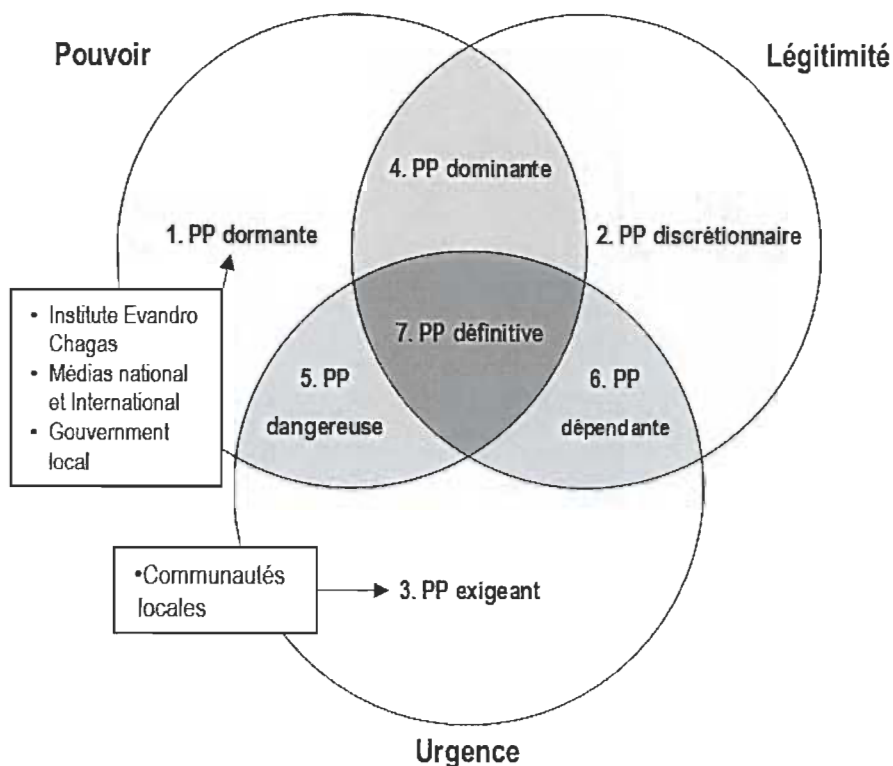 Pouvoir
Légitimité
4. PP dominante
1. PP dormante
2. PP discrétionnaire
• Institute Evandro
Chagas
• Médias national
et International
• Gouvernment
local
7. PP définitive
5. PP
dangereuse
6. PP
dépendante
•Communautés
locales
3. PP exigeant
Urgence